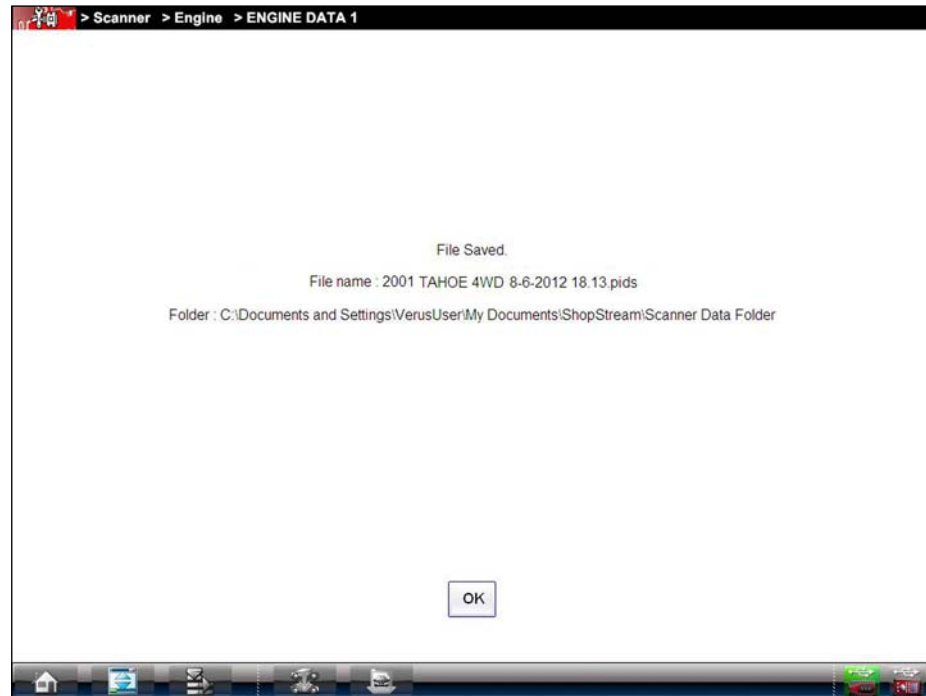 > Scanner > Engine > ENGINE DATA 1
File Saved.
File name : 2001 TAHOE 4WD 8-6-2012 18.13.pids
Folder : C:\Documents and Settings\VerusUser\My Documents\ShopStream\Scanner Data Folder
OK